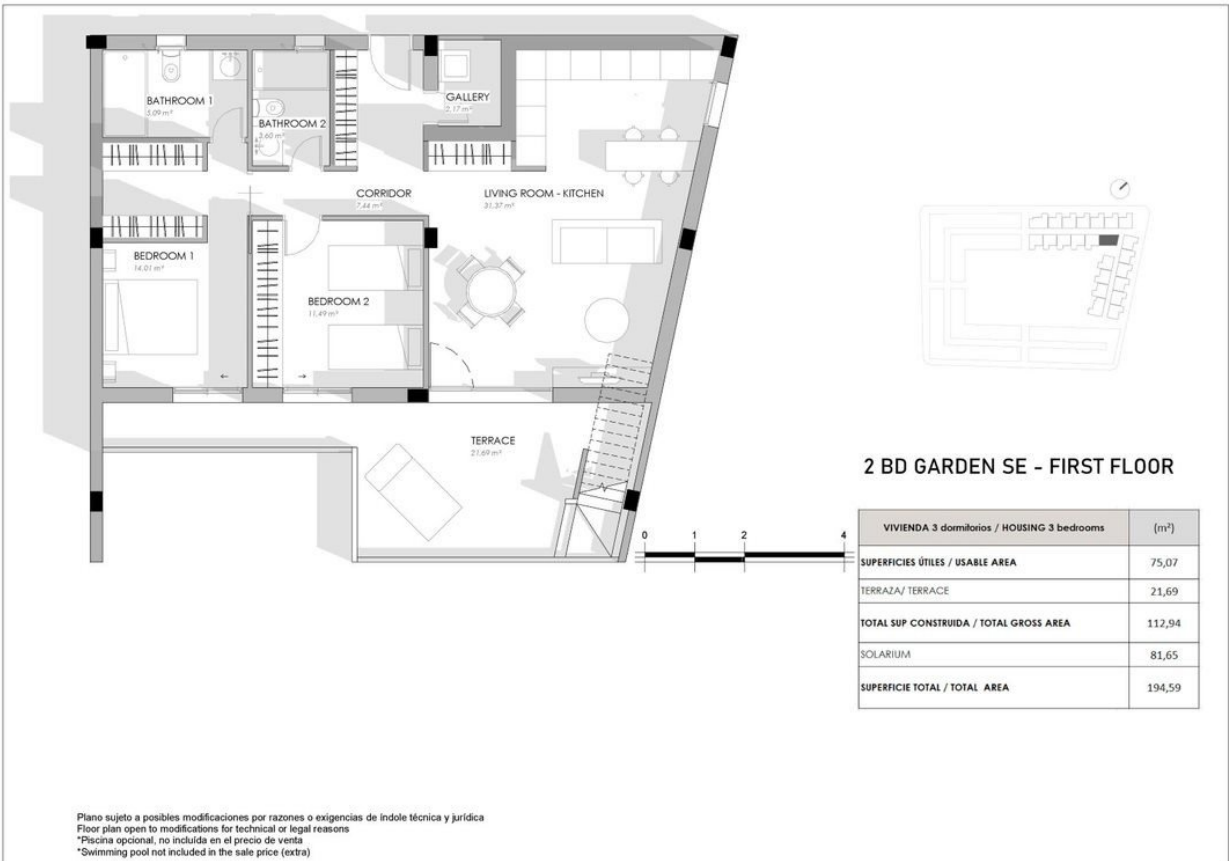 BATHROOM 1
5,09 m²
BATHROOM 2
3,60 m²
GALLERY
2,17 m²
CORRIDOR
7,44 m²
LIVING ROOM - KITCHEN
31,37 m²
BEDROOM 1
14,01 m²
BEDROOM 2
11,49 m²
TERRACE
21,69 m²
0 1 2 4
2 BD GARDEN SE - FIRST FLOOR
VIVIENDA 3 dormitorios / HOUSING 3 bedrooms (m²)
SUPERFICIES ÚTILES / USABLE AREA 75,07
TERRAZA/ TERRACE 21,69
TOTAL SUP CONSTRUIDA / TOTAL GROSS AREA 112,94
SOLARIUM 81,65
SUPERFICIE TOTAL / TOTAL AREA 194,59
Plano sujeto a posibles modificaciones por razones o exigencias de índole técnica y jurídica
Floor plan open to modifications for technical or legal reasons
*Piscina opcional, no incluída en el precio de venta
*Swimming pool not included in the sale price (extra)